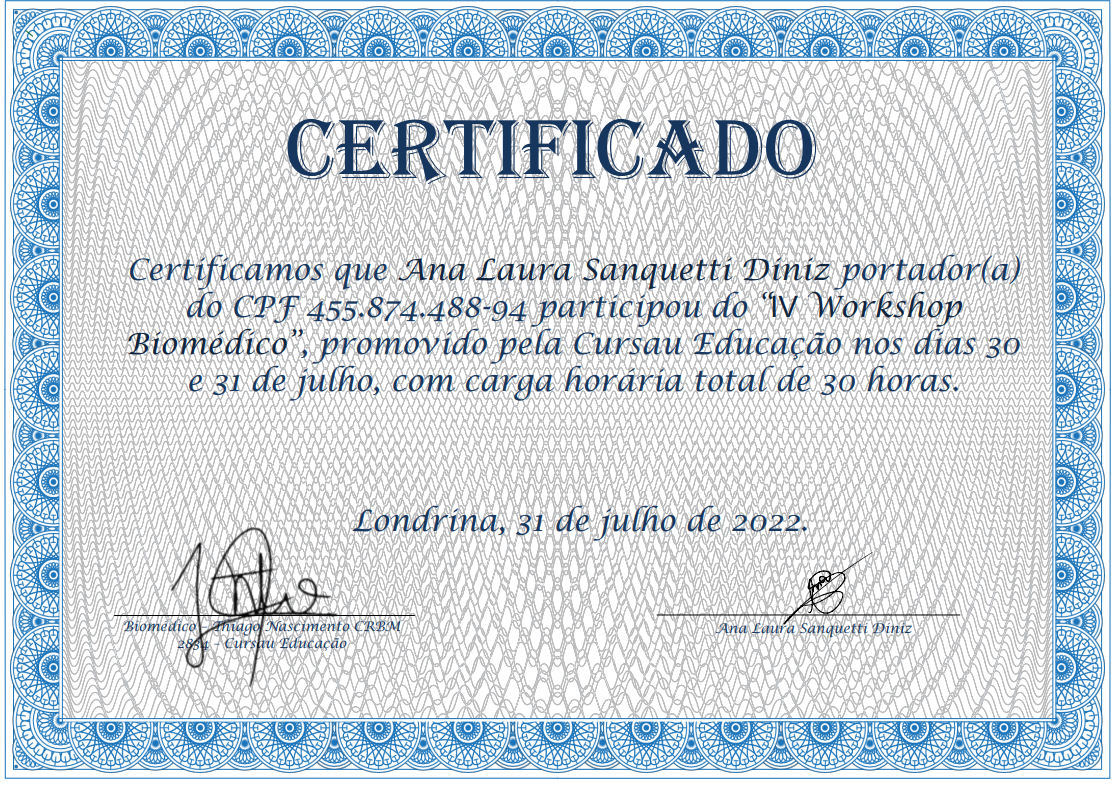 CERTIFICADO
Certificamos que Ana Laura Sanquetti Diniz portador(a)
do CPF 455.874.488-94 participou do “IV Workshop
Biomédico”, promovido pela Cursau Educação nos dias 30
e 31 de julho, com carga horária total de 30 horas.
Londrina, 31 de julho de 2022.
Biomédico Thiago Nascimento CRBM
2834 - Cursau Educação
Ana Laura Sanquetti Diniz